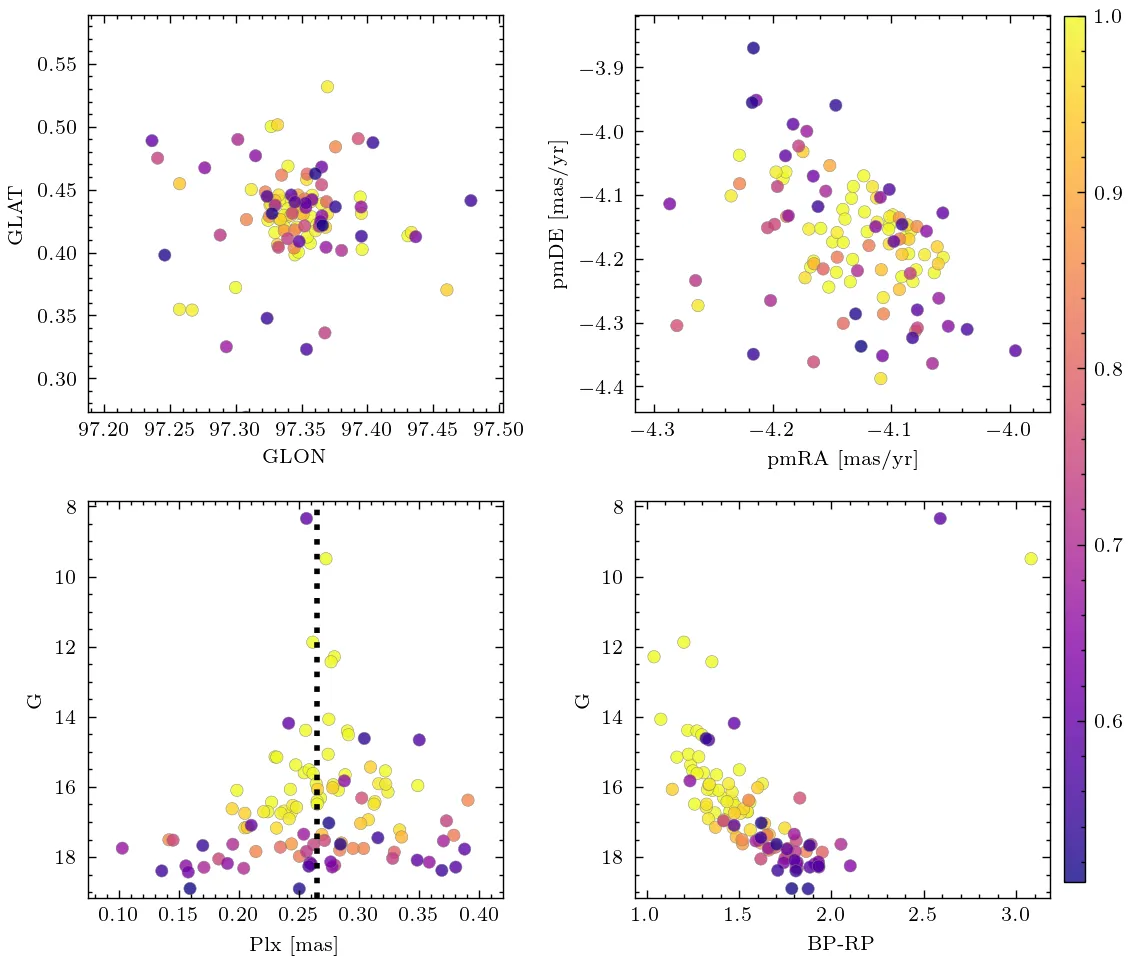 0.55
0.50
0.45
0.40
0.35
0.30
GLAT
97.20 97.25 97.30 97.35 97.40 97.45 97.50
GLON
−3.9
−4.0
−4.1
−4.2
−4.3
−4.4
pmDE [mas/yr]
−4.3 −4.2 −4.1 −4.0
pmRA [mas/yr]
1.0
0.9
0.8
0.7
0.6
8
10
12
14
16
18
G
0.10 0.15 0.20 0.25 0.30 0.35 0.40
Plx [mas]
8
10
12
14
16
18
G
1.0 1.5 2.0 2.5 3.0
BP-RP